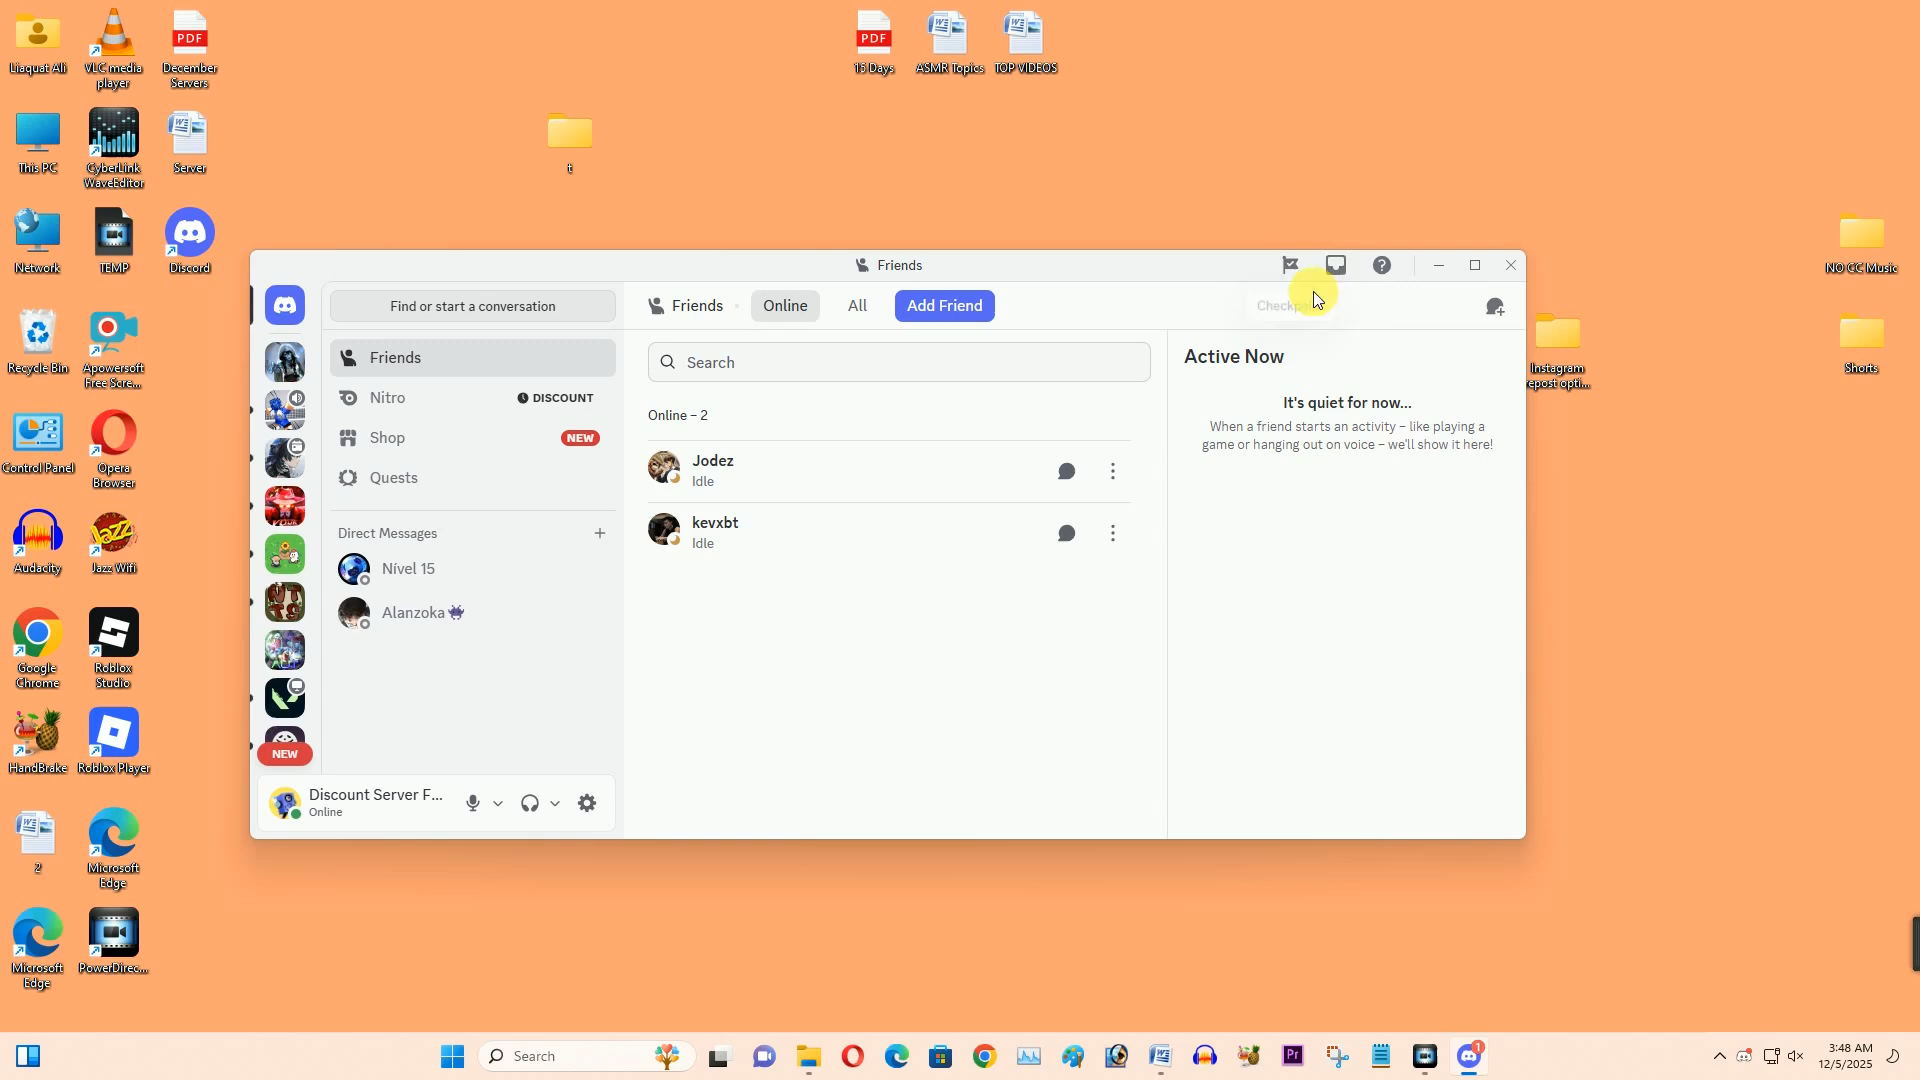 Liaquat Ali
VLC media
player
PDF
December
Servers
PDF
15 Days
ASMR Topics
TOP VIDEOS
This PC
CyberLink
WaveEditor
Server
t
Network
TEMP
Discord
NO CC Music
Recycle Bin
Apowersoft
Free Scre...
Instagram
repost opti...
Shorts
Control Panel
Opera
Browser
Audacity
Jazz Wifi
Google
Chrome
Roblox
Studio
HandBrake
Roblox Player
2
Microsoft
Edge
Microsoft
Edge
PowerDirec...
Friends
Find or start a conversation
Friends
Online
All
Add Friend
Friends
Nitro
DISCOUNT
Shop
NEW
Quests
Direct Messages
Nível 15
Alanzoka
NEW
Discount Server F...
Online
Search
Online – 2
Jodez
Idle
kevxbt
Idle
Active Now
It's quiet for now...
When a friend starts an activity – like playing a
game or hanging out on voice – we'll show it here!
Search
Pr
1
3:48 AM
12/5/2025